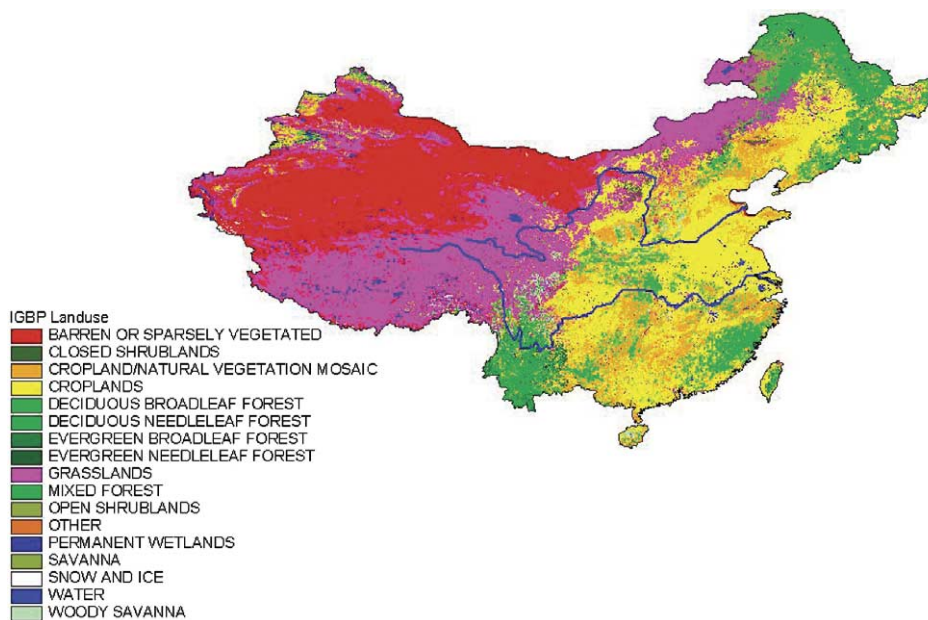 IGBP Landuse
BARREN OR SPARSELY VEGETATED
CLOSED SHRUBLANDS
CROPLAND/NATURAL VEGETATION MOSAIC
CROPLANDS
DECIDUOUS BROADLEAF FOREST
DECIDUOUS NEEDLELEAF FOREST
EVERGREEN BROADLEAF FOREST
EVERGREEN NEEDLELEAF FOREST
GRASSLANDS
MIXED FOREST
OPEN SHRUBLANDS
OTHER
PERMANENT WETLANDS
SAVANNA
SNOW AND ICE
WATER
WOODY SAVANNA